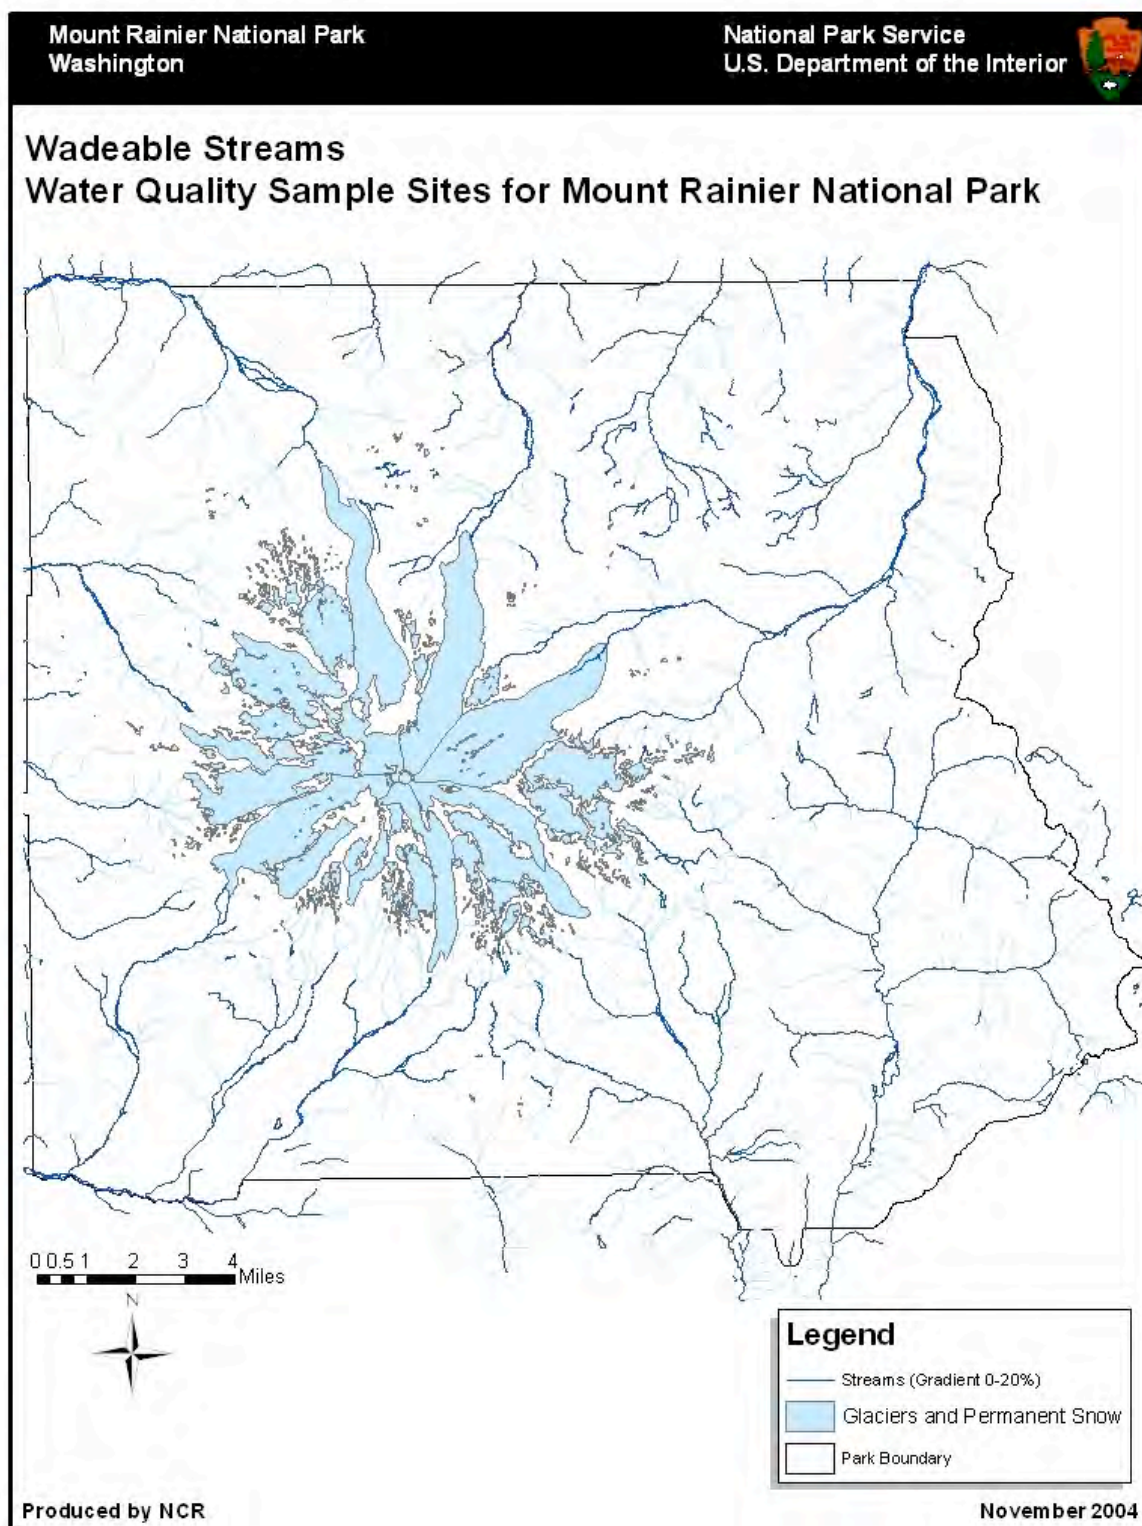 Mount Rainier National Park
Washington
National Park Service
U.S. Department of the Interior
Wadeable Streams
Water Quality Sample Sites for Mount Rainier National Park
0 0.5 1 2 3 4
Miles
N
Legend
Streams (Gradient 0-20%)
Glaciers and Permanent Snow
Park Boundary
Produced by NCR
November 2004